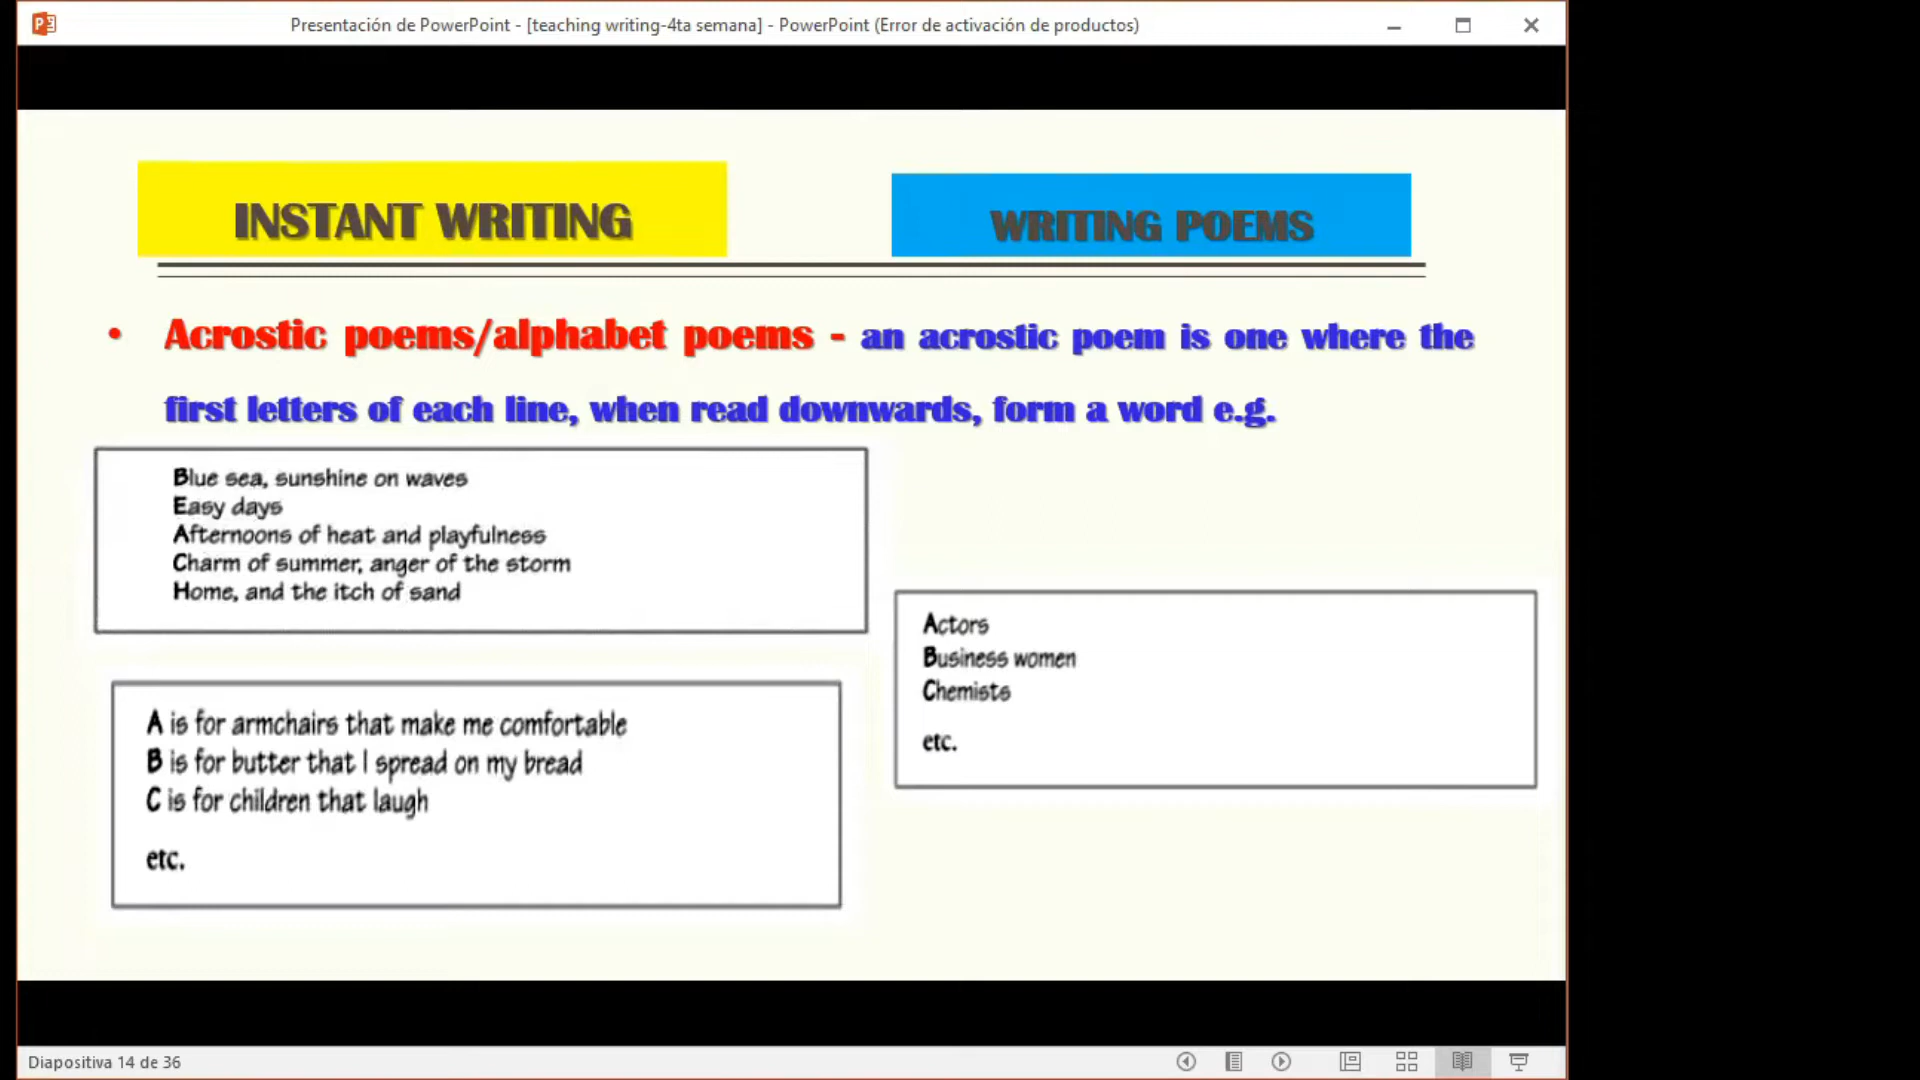 Presentación de PowerPoint - [teaching writing-4ta semana] - PowerPoint (Error de activación de productos)
INSTANT WRITING
WRITING POEMS
• Acrostic poems/alphabet poems - an acrostic poem is one where the
first letters of each line, when read downwards, form a word e.g.
Blue sea, sunshine on waves
Easy days
Afternoons of heat and playfulness
Charm of summer, anger of the storm
Home, and the itch of sand
Actors
Business women
Chemists
etc.
A is for armchairs that make me comfortable
B is for butter that I spread on my bread
C is for children that laugh
etc.
Diapositiva 14 de 36